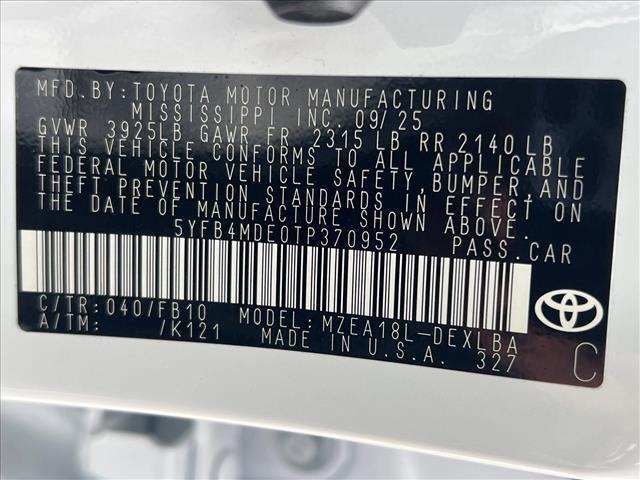 MFD.BY: TOYOTA MOTOR MANUFACTURING
MISSISSIPPI INC. 09/25
GVWR 3925LB GAWR FR 2315 LB RR 2140 LB
THIS VEHICLE CONFORMS TO ALL APPLICABLE
FEDERAL MOTOR VEHICLE SAFETY, BUMPER, AND
THEFT PREVENTION STANDARDS IN EFFECT ON
THE DATE OF MANUFACTURE SHOWN ABOVE.
5YFB4MDE0TP370952 PASS.CAR
C/TR: 040/FB10 MODEL: MZEA18L-DEXLBA
A/TM: /K121 MADE IN U.S.A. 327
C